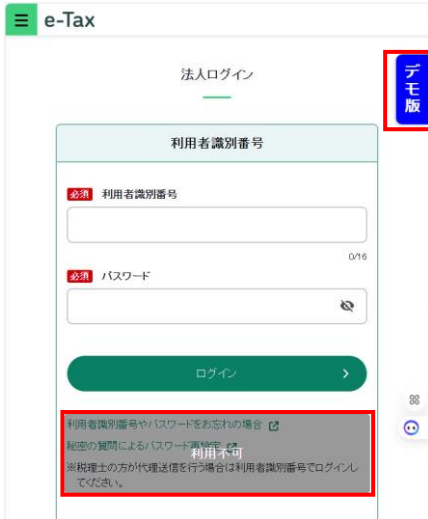 e-Tax
法人ログイン
デモ版
利用者識別番号
必須 利用者識別番号
0/16
必須 パスワード
ログイン
利用者識別番号やパスワードをお忘れの場合
秘密の質問によるパスワード再設定
利用不可
※税理士の方が代理送信を行う場合は利用者識別番号でログインし
てください。